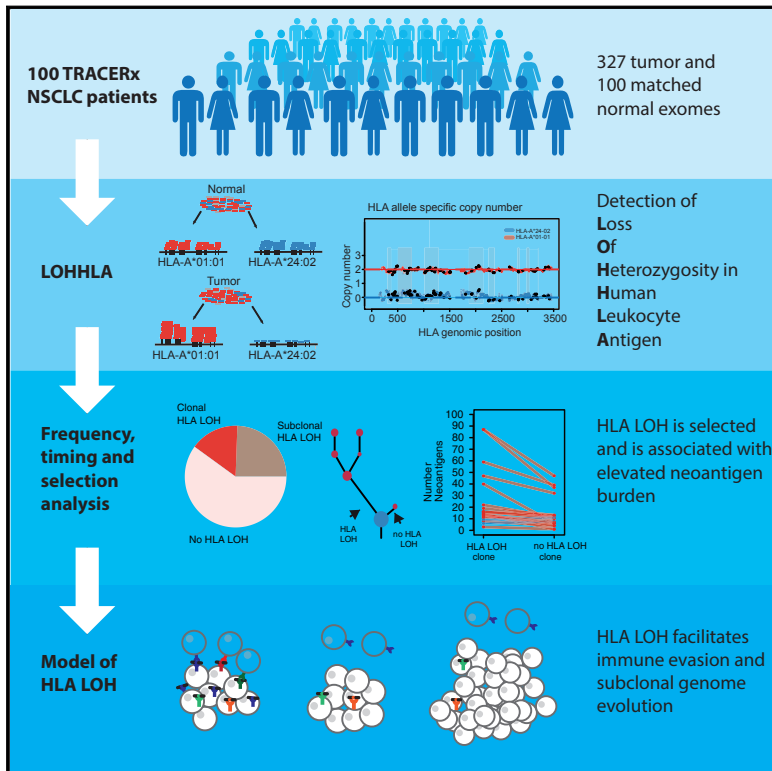 100 TRACERx
NSCLC patients
327 tumor and
100 matched
normal exomes
LOHHLA
Normal
HLA-A*01:01
HLA-A*24:02
Tumor
HLA-A*01:01
HLA-A*24:02
HLA allele specific copy number
HLA-A*24-02
HLA-A*01-01
Copy number
3
2
1
0
0
500
1500
2500
3500
HLA genomic position
Detection of
Loss
Of
Heterozygosity in
Human
Leukocyte
Antigen
Frequency,
timing and
selection
analysis
Clonal
HLA LOH
Subclonal
HLA LOH
No HLA LOH
HLA
LOH
no HLA
LOH
Number
Neoantigens
100
90
80
70
60
50
40
30
20
10
0
HLA LOH
clone
no HLA LOH
clone
HLA LOH is selected
and is associated with
elevated neoantigen
burden
Model of
HLA LOH
HLA LOH facilitates
immune evasion and
subclonal genome
evolution